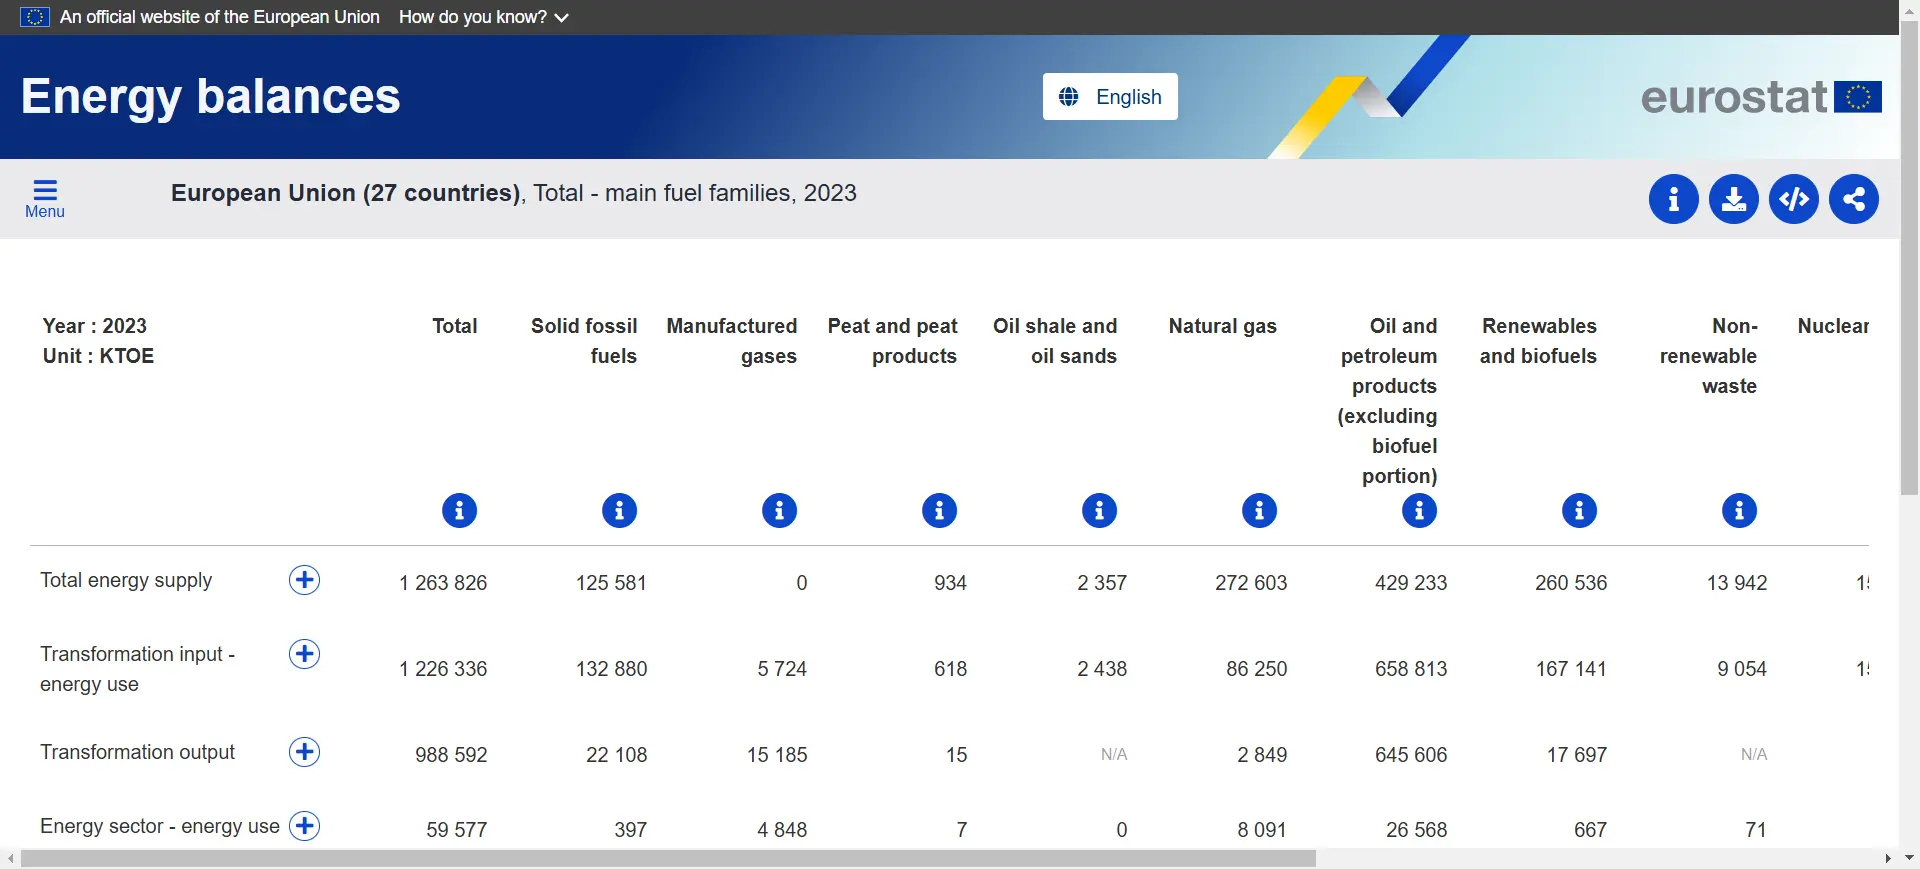 An official website of the European Union How do you know?
Energy balances
English
eurostat
Menu
European Union (27 countries), Total - main fuel families, 2023
Year : 2023
Unit : KTOE
Total
Solid fossil
fuels
Manufactured
gases
Peat and peat
products
Oil shale and
oil sands
Natural gas
Oil and
petroleum
products
(excluding
biofuel
portion)
Renewables
and biofuels
Non-
renewable
waste
Nuclear
Total energy supply 1 263 826 125 581 0 934 2 357 272 603 429 233 260 536 13 942
Transformation input -
energy use 1 226 336 132 880 5 724 618 2 438 86 250 658 813 167 141 9 054
Transformation output 988 592 22 108 15 185 15 N/A 2 849 645 606 17 697 N/A
Energy sector - energy use 59 577 397 4 848 7 0 8 091 26 568 667 71